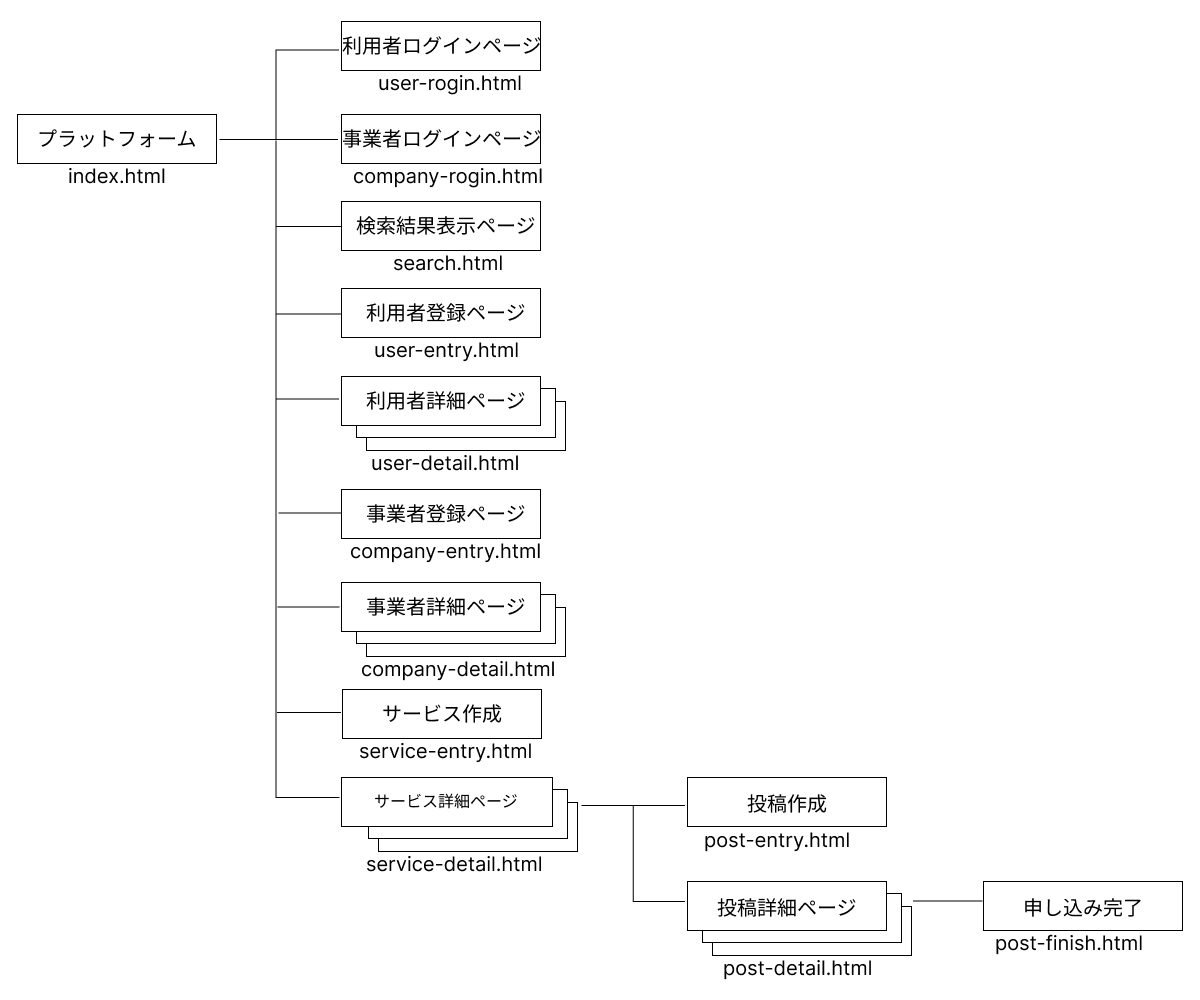 プラットフォーム
index.html
利用者ログインページ
user-rogin.html
事業者ログインページ
company-rogin.html
検索結果表示ページ
search.html
利用者登録ページ
user-entry.html
利用者詳細ページ
user-detail.html
事業者登録ページ
company-entry.html
事業者詳細ページ
company-detail.html
サービス作成
service-entry.html
サービス詳細ページ
service-detail.html
投稿作成
post-entry.html
投稿詳細ページ
post-detail.html
申し込み完了
post-finish.html